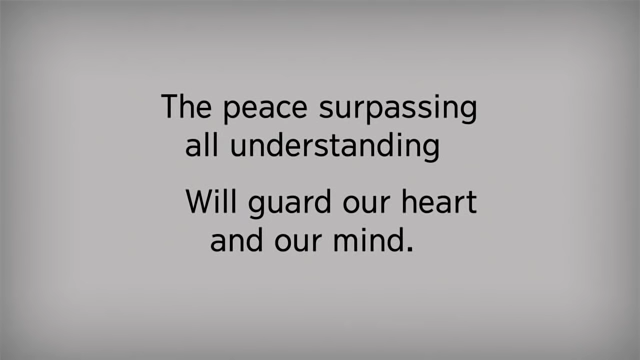 The peace surpassing
all understanding
Will guard our heart
and our mind.